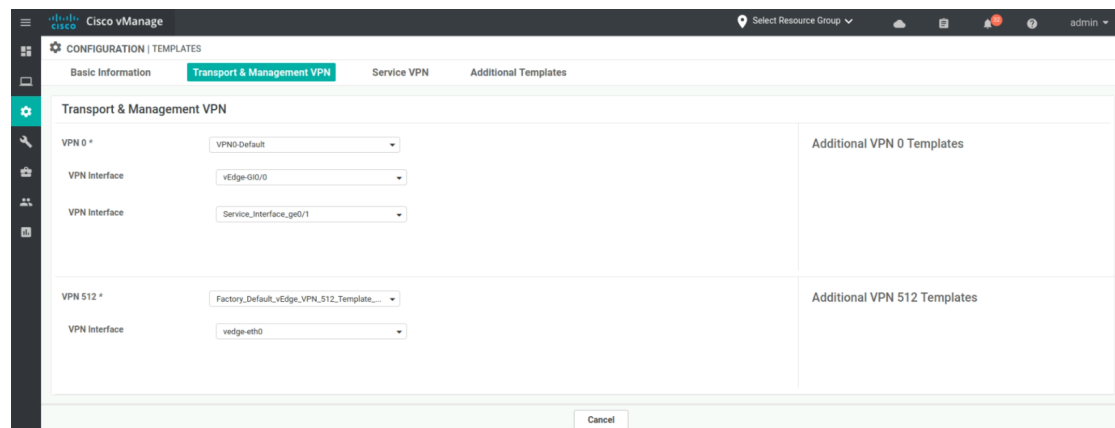 CISCO Cisco vManage Select Resource Group admin
CONFIGURATION | TEMPLATES
Basic Information Transport & Management VPN Service VPN Additional Templates
Transport & Management VPN
VPN 0 * VPN0-Default Additional VPN 0 Templates
VPN Interface vEdge-GI0/0
VPN Interface Service_Interface_ge0/1
VPN 512 * Factory_Default_vEdge_VPN_512_Template_... Additional VPN 512 Templates
VPN Interface vedge-eth0
Cancel